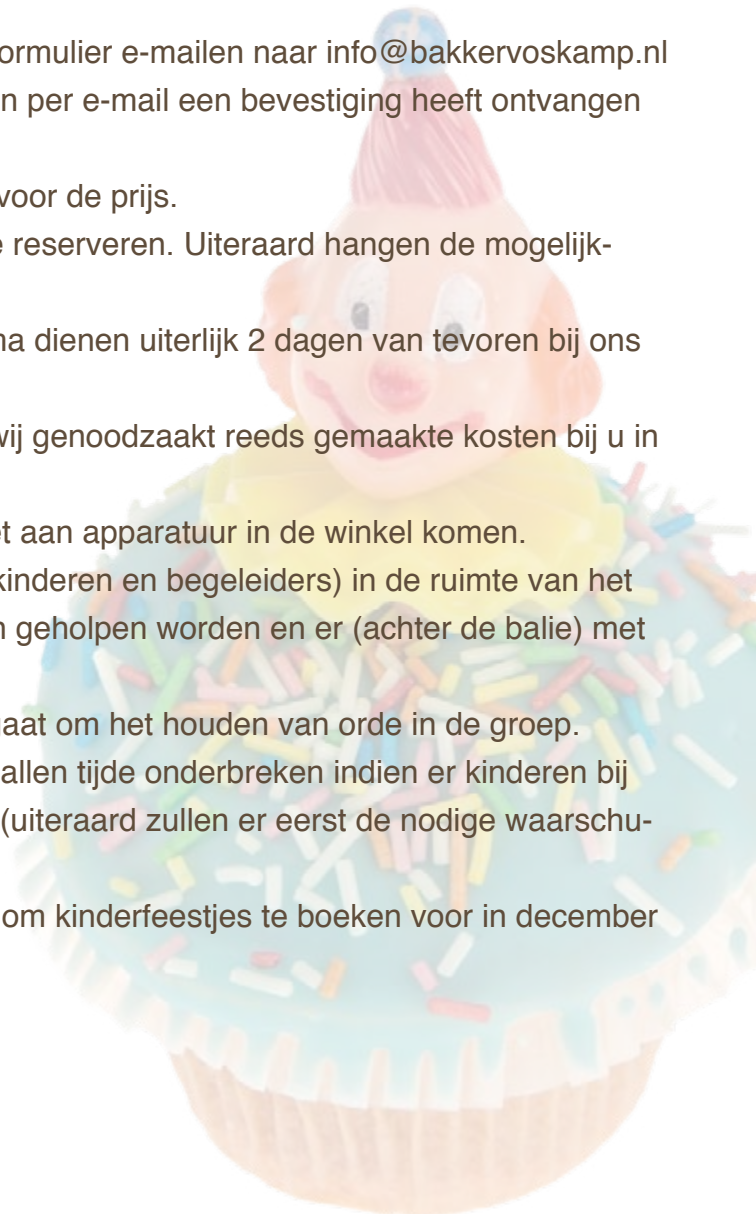 ormulier e-mailen naar info@bakkervoskamp.nl
n per e-mail een bevestiging heeft ontvangen
voor de prijs.
e reserveren. Uiteraard hangen de mogelijk-
na dienen uiterlijk 2 dagen van tevoren bij ons
wij genoodzaakt reeds gemaakte kosten bij u in
et aan apparatuur in de winkel komen.
kinderen en begeleiders) in de ruimte van het
n geholpen worden en er (achter de balie) met
gaat om het houden van orde in de groep.
allen tijde onderbreken indien er kinderen bij
(uiteraard zullen er eerst de nodige waarschu-
om kinderfeestjes te boeken voor in december